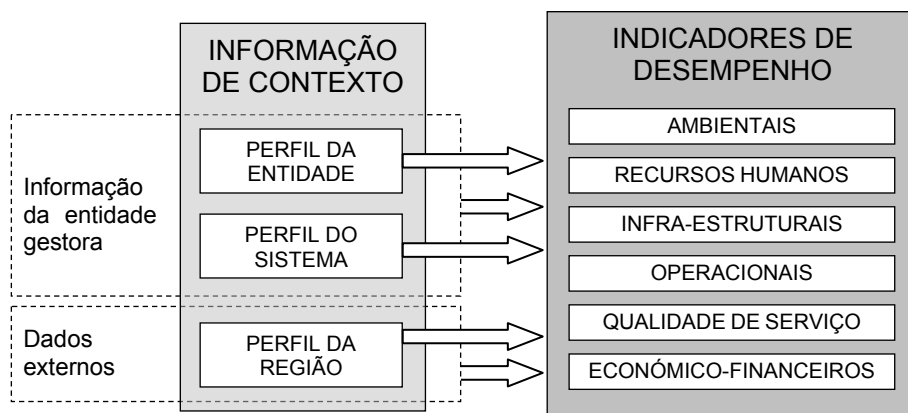 INFORMAÇÃO
DE CONTEXTO
INDICADORES DE
DESEMPENHO
Informação
da entidade
gestora
PERFIL DA
ENTIDADE
PERFIL DO
SISTEMA
Dados
externos
PERFIL DA
REGIÃO
AMBIENTAIS
RECURSOS HUMANOS
INFRA-ESTRUTURAIS
OPERACIONAIS
QUALIDADE DE SERVIÇO
ECONÓMICO-FINANCEIROS